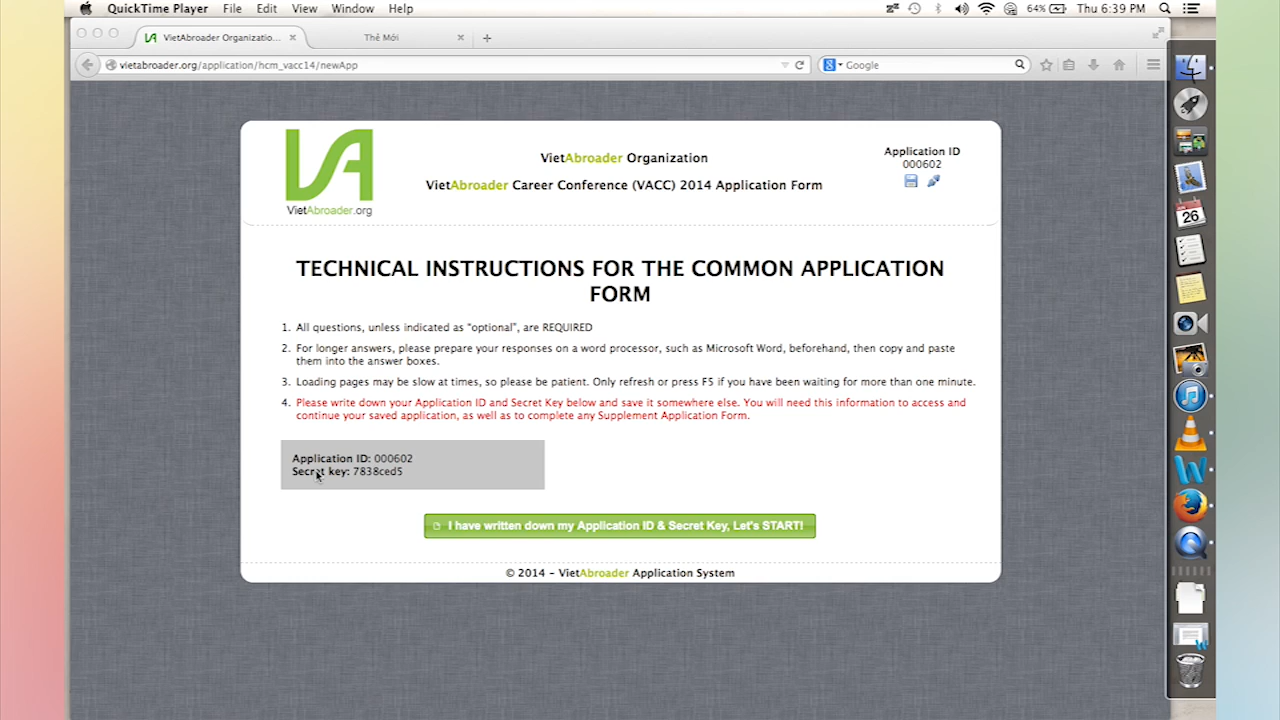 QuickTime Player File Edit View Window Help 64% Thu 6:39 PM
VietAbroader Organizatio... Thẻ Mới
vietabroader.org/application/hcm_vacc14/newApp Google
VietAbroader Organization
VietAbroader Career Conference (VACC) 2014 Application Form
VietAbroader.org
Application ID
000602
TECHNICAL INSTRUCTIONS FOR THE COMMON APPLICATION
FORM
1. All questions, unless indicated as "optional", are REQUIRED
2. For longer answers, please prepare your responses on a word processor, such as Microsoft Word, beforehand, then copy and paste
them into the answer boxes.
3. Loading pages may be slow at times, so please be patient. Only refresh or press F5 if you have been waiting for more than one minute.
4. Please write down your Application ID and Secret Key below and save it somewhere else. You will need this information to access and
continue your saved application, as well as to complete any Supplement Application Form.
Application ID: 000602
Secret key: 7838ced5
I have written down my Application ID & Secret Key, Let's START!
© 2014 - VietAbroader Application System
26